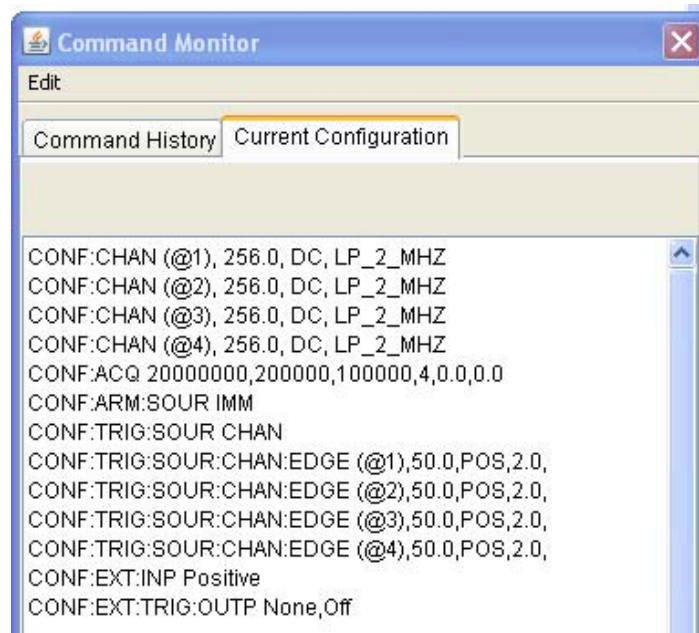 Command Monitor
Edit
Command History
Current Configuration
CONF:CHAN (@1), 256.0, DC, LP_2_MHZ
CONF:CHAN (@2), 256.0, DC, LP_2_MHZ
CONF:CHAN (@3), 256.0, DC, LP_2_MHZ
CONF:CHAN (@4), 256.0, DC, LP_2_MHZ
CONF:ACQ 20000000,200000,100000,4,0.0,0.0
CONF:ARM:SOUR IMM
CONF:TRIG:SOUR CHAN
CONF:TRIG:SOUR:CHAN:EDGE (@1),50.0,POS,2.0,
CONF:TRIG:SOUR:CHAN:EDGE (@2),50.0,POS,2.0,
CONF:TRIG:SOUR:CHAN:EDGE (@3),50.0,POS,2.0,
CONF:TRIG:SOUR:CHAN:EDGE (@4),50.0,POS,2.0,
CONF:EXT:INP Positive
CONF:EXT:TRIG:OUTP None,Off